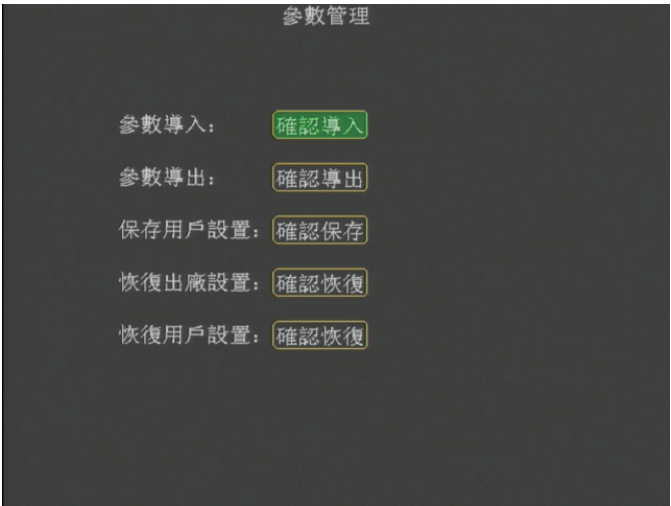 參數管理
參數導入: 確認導入
參數導出: 確認導出
保存用戶設置: 確認保存
恢復出廠設置: 確認恢復
恢復用戶設置: 確認恢復